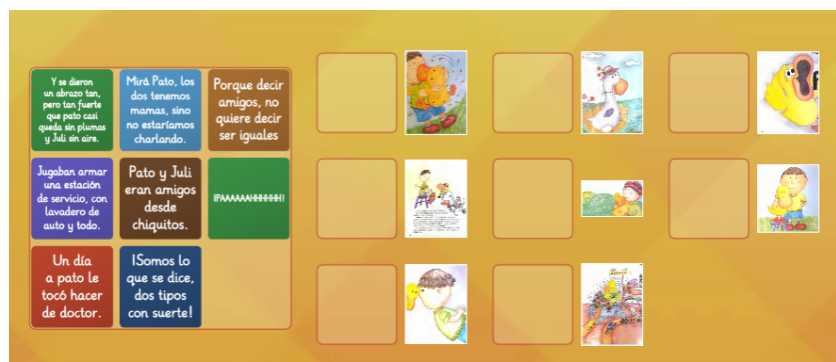 Y se dieron
un abrazo tan,
pero tan fuerte
que pato casi
queda sin plumas
y Juli sin aire.
Mirá Pato, los
dos tenemos
mamas, sino
no estaríamos
charlando.
Porque decir
amigos, no
quiere decir
ser iguales
Jugaban armar
una estación
de servicio, con
lavadero de
auto y todo.
Pato y Juli
eran amigos
desde
chiquitos.
¡PAAAAAAHHHHHH!
Un día
a pato le
tocó hacer
de doctor.
¡Somos lo
que se dice,
dos tipos
con suerte!